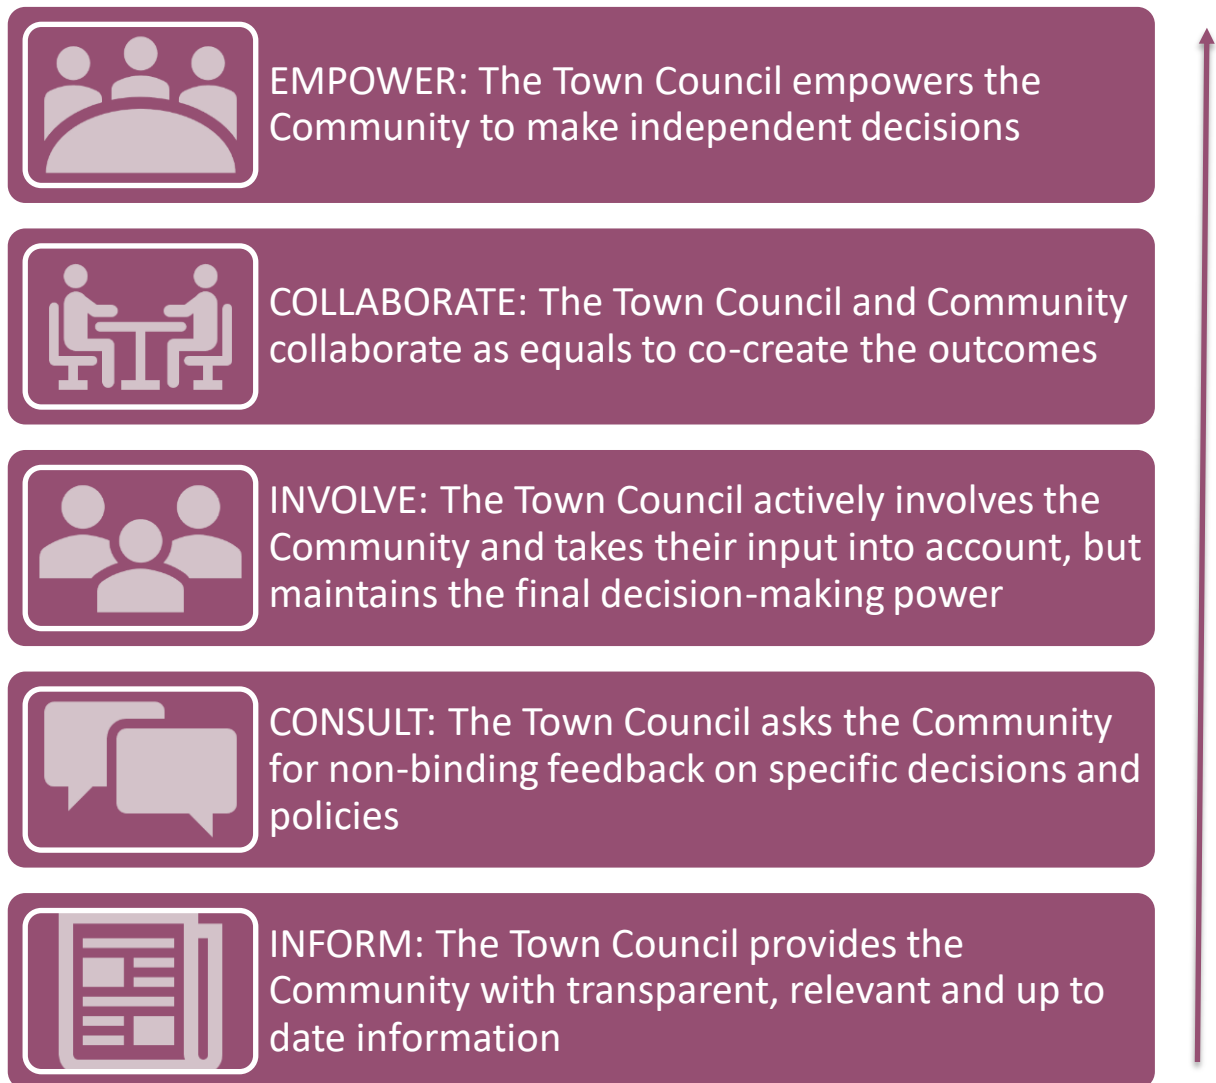 EMPOWER: The Town Council empowers the
Community to make independent decisions
COLLABORATE: The Town Council and Community
collaborate as equals to co-create the outcomes
INVOLVE: The Town Council actively involves the
Community and takes their input into account, but
maintains the final decision-making power
CONSULT: The Town Council asks the Community
for non-binding feedback on specific decisions and
policies
INFORM: The Town Council provides the
Community with transparent, relevant and up to
date information